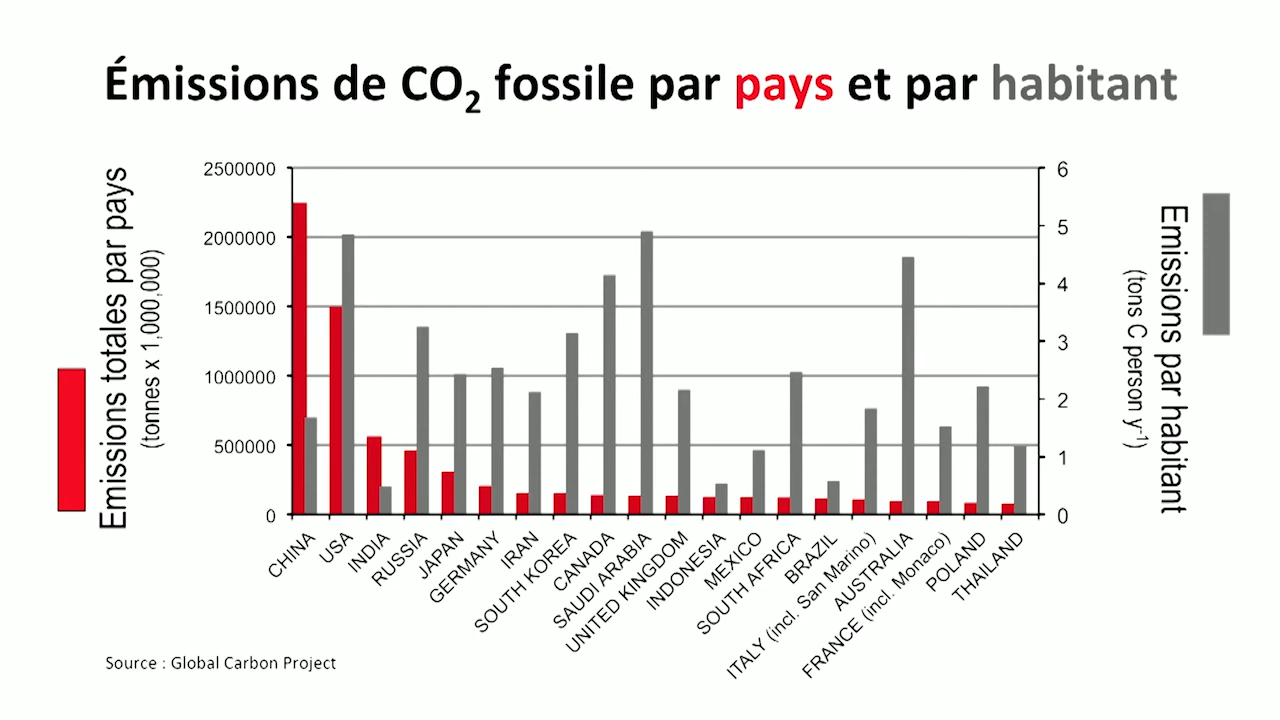 Émissions de CO₂ fossile par pays et par habitant
Emissions totales par pays
(tonnes x 1,000,000)
2500000
2000000
1500000
1000000
500000
0
6
5
4
3
2
1
0
Emissions par habitant
(tons C person y⁻¹)
CHINA
USA
INDIA
RUSSIA
JAPAN
GERMANY
IRAN
SOUTH KOREA
CANADA
SAUDI ARABIA
UNITED KINGDOM
INDONESIA
MEXICO
SOUTH AFRICA
BRAZIL
ITALY (incl. San Marino)
AUSTRALIA
FRANCE (incl. Monaco)
POLAND
THAILAND
Source : Global Carbon Project